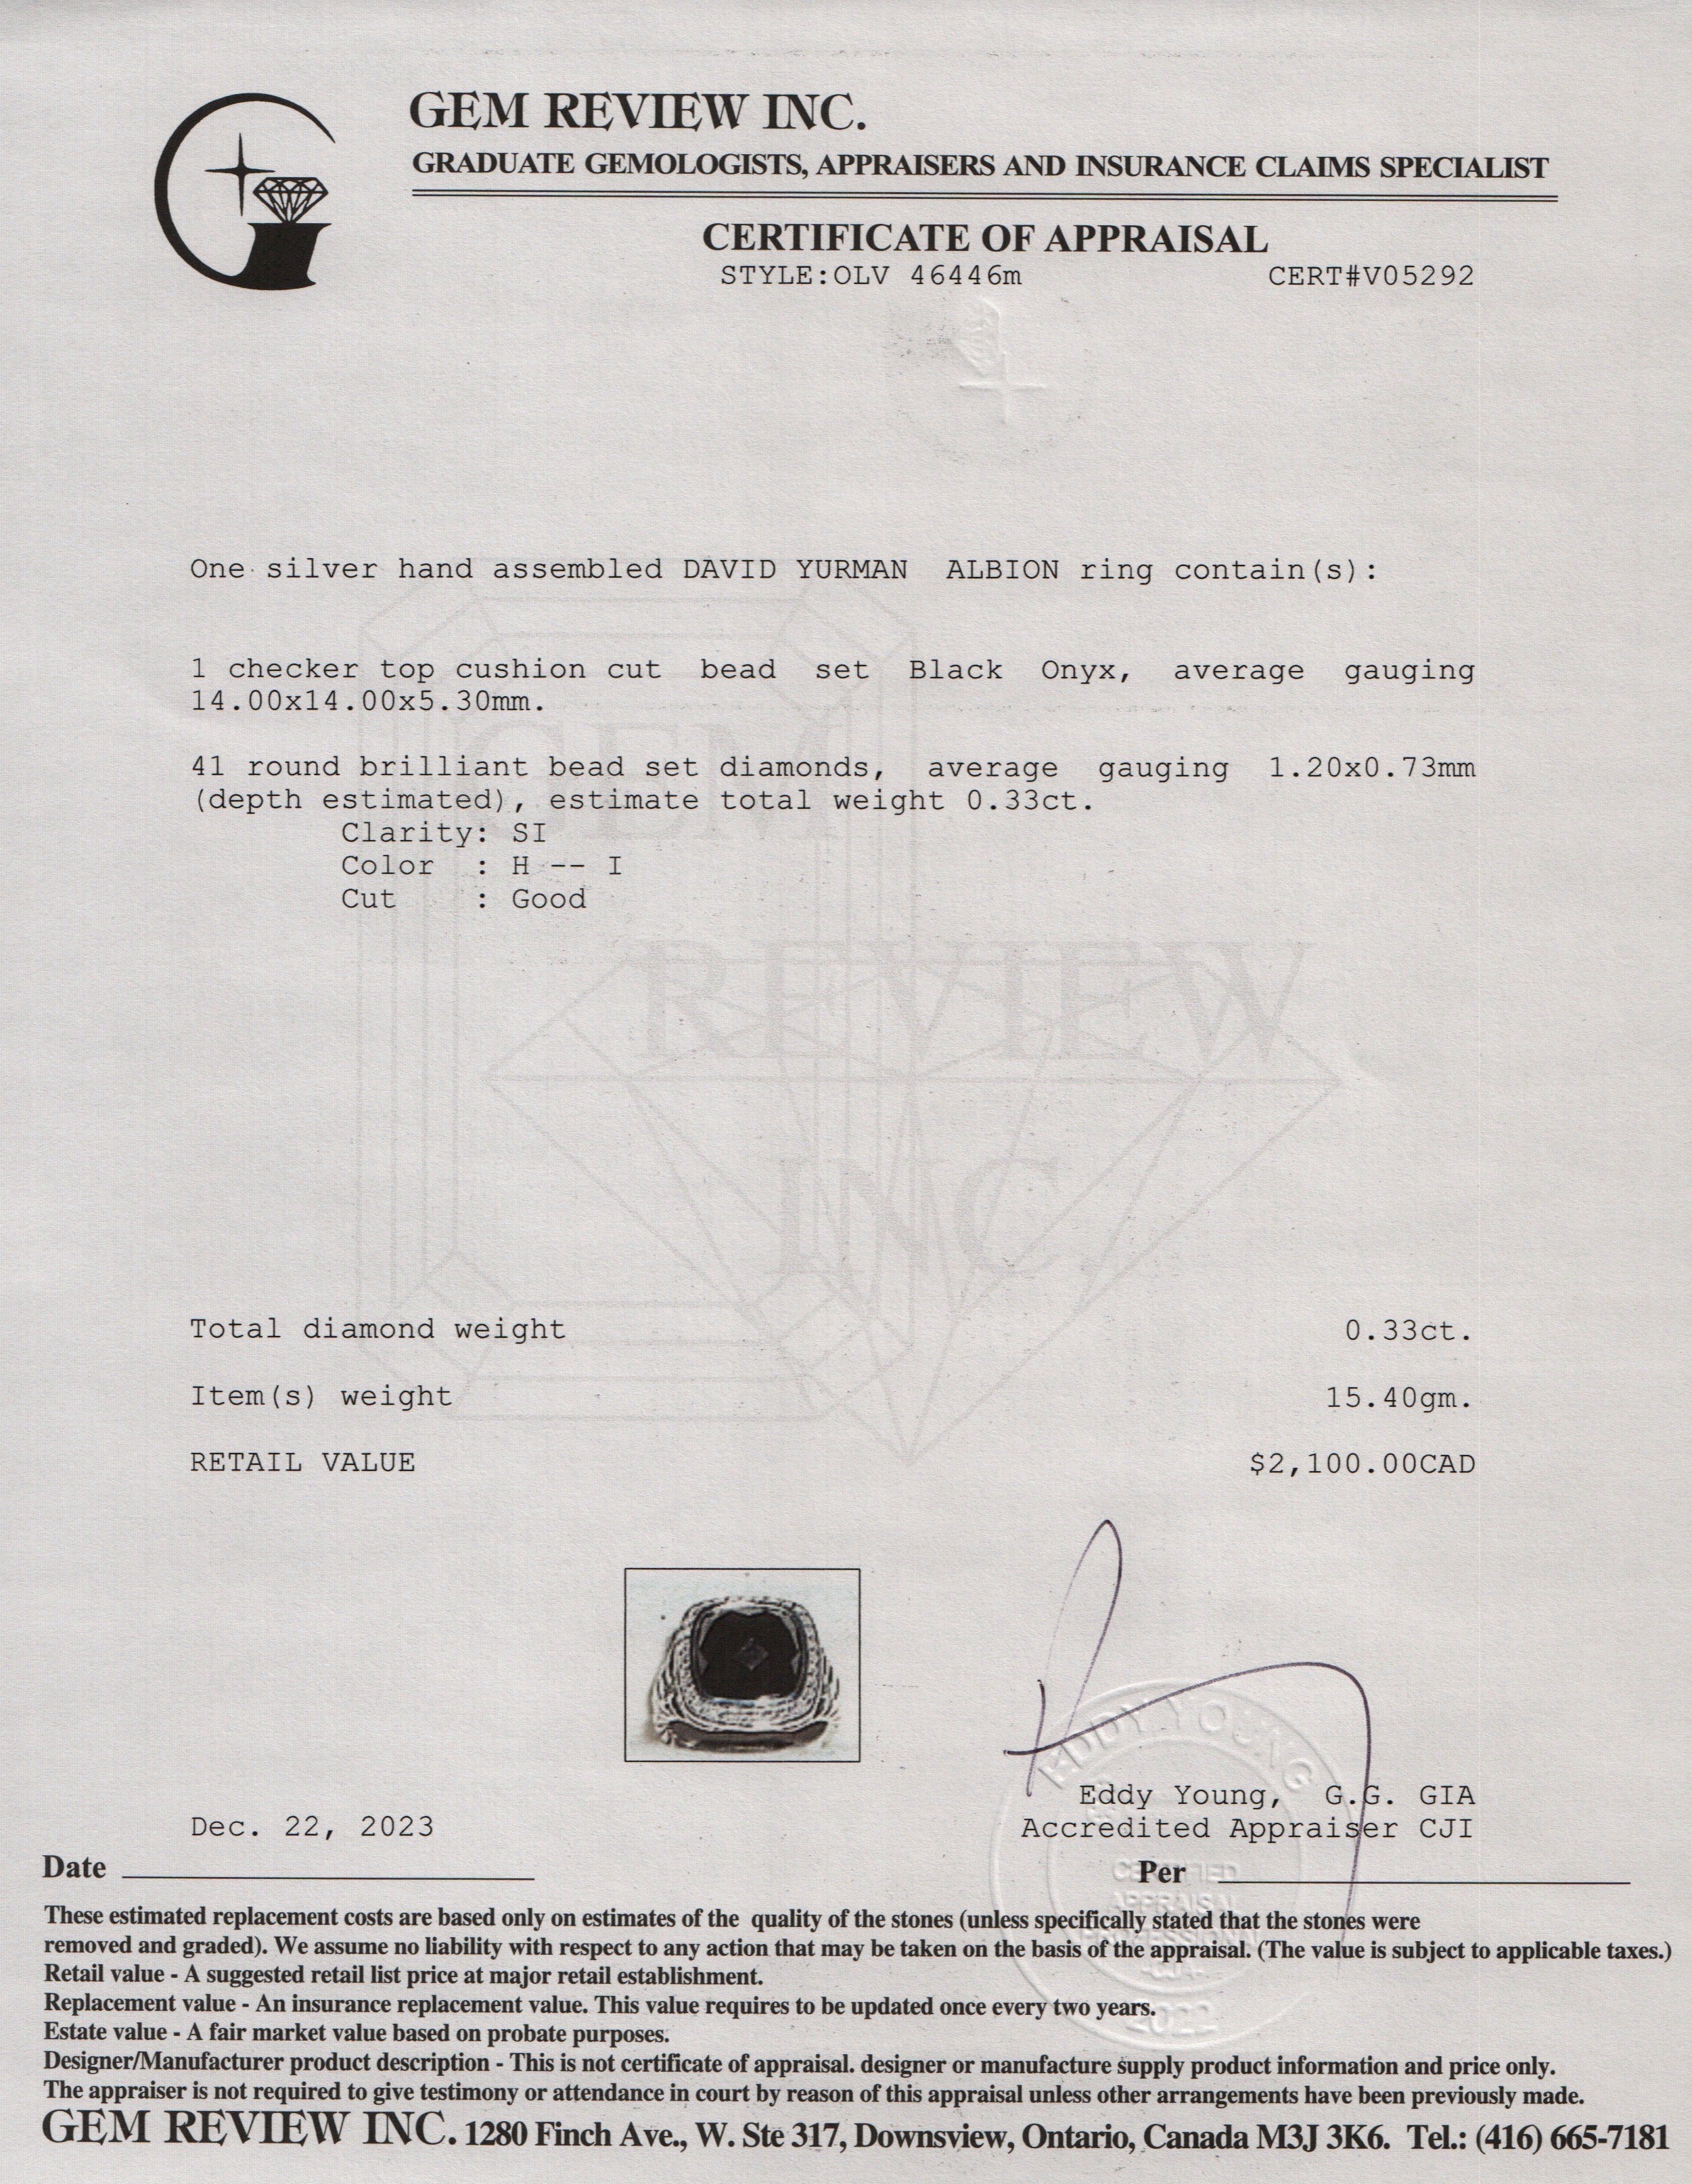 GEM REVIEW INC.
GRADUATE GEMOLOGISTS, APPRAISERS AND INSURANCE CLAIMS SPECIALIST
CERTIFICATE OF APPRAISAL
STYLE:OLV 46446m CERT#V05292
One silver hand assembled DAVID YURMAN ALBION ring contain(s):
1 checker top cushion cut bead set Black Onyx, average gauging
14.00x14.00x5.30mm.
41 round brilliant bead set diamonds, average gauging 1.20x0.73mm
(depth estimated), estimate total weight 0.33ct.
Clarity: SI
Color : H -- I
Cut : Good
GEM
REVIEW
INC.
Total diamond weight 0.33ct.
Item(s) weight 15.40gm.
RETAIL VALUE $2,100.00CAD
EDDY YOUNG
Eddy Young, G.G. GIA
Dec. 22, 2023 Accredited Appraiser CJI
Date Per
CERTIFIED
APPRAISAL
2022
These estimated replacement costs are based only on estimates of the quality of the stones (unless specifically stated that the stones were
removed and graded). We assume no liability with respect to any action that may be taken on the basis of the appraisal. (The value is subject to applicable taxes.)
Retail value - A suggested retail list price at major retail establishment.
Replacement value - An insurance replacement value. This value requires to be updated once every two years.
Estate value - A fair market value based on probate purposes.
Designer/Manufacturer product description - This is not certificate of appraisal. designer or manufacture supply product information and price only.
The appraiser is not required to give testimony or attendance in court by reason of this appraisal unless other arrangements have been previously made.
GEM REVIEW INC. 1280 Finch Ave., W. Ste 317, Downsview, Ontario, Canada M3J 3K6. Tel.: (416) 665-7181